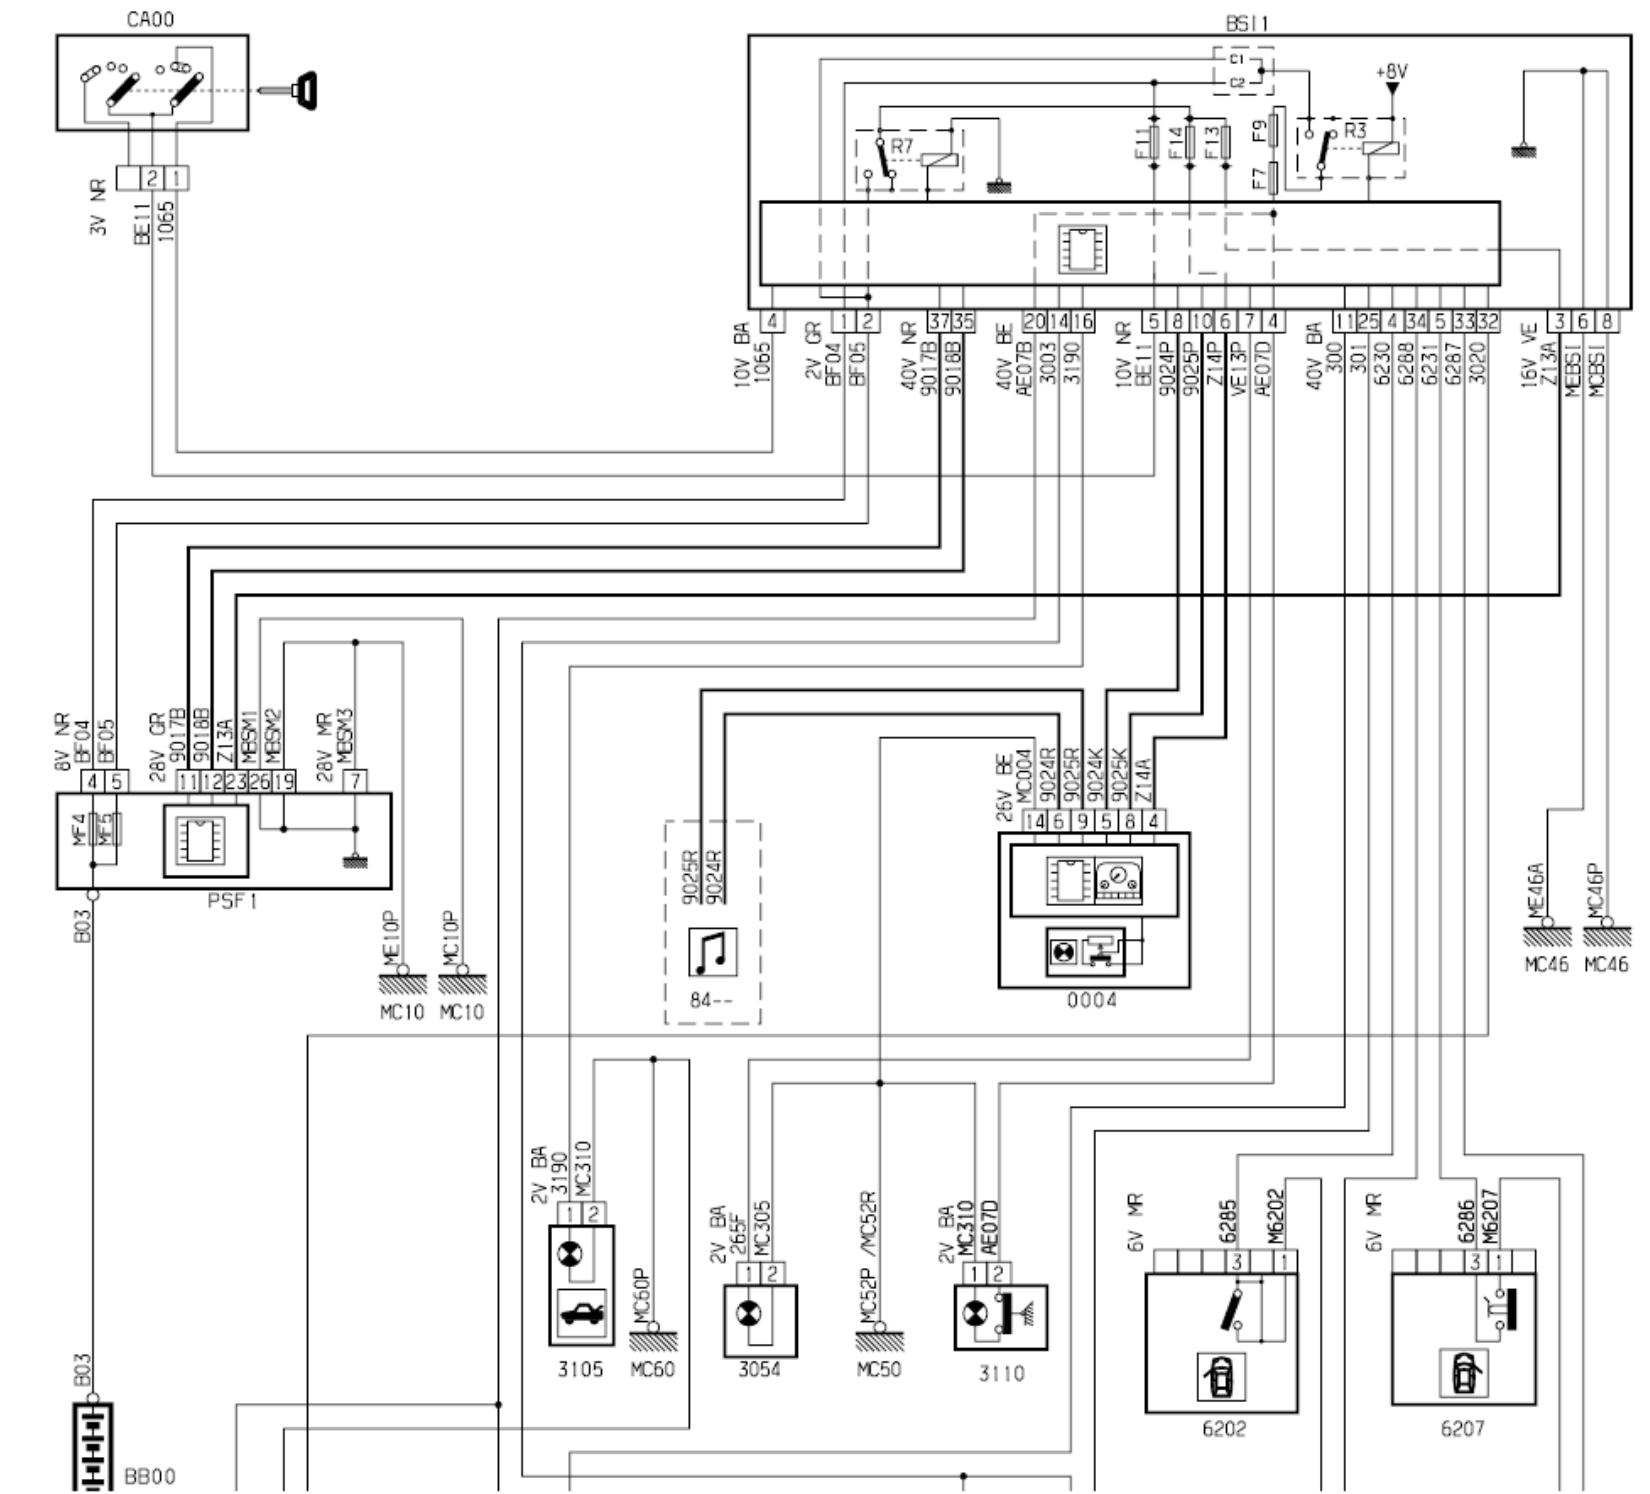 CA00
BSI1
C1
C2
+8V
R7
F11
F14
F13
F9
F7
R3
3V NR
2 1
BE11
1065
4
1 2
37 35
20 14 16
5 8 10 6 7 4
11 25 4 34 5 33 32
3 6 8
10V BA
1065
2V GR
BF04
BF05
40V NR
9017B
9018B
40V BE
AE07B
3003
3190
10V NR
BE11
9024P
9025P
Z14P
VE13P
AE07D
40V BA
300
301
6230
6288
6231
6287
3020
16V VE
Z13A
MEBSI
MCBSI
8V NR
BF04
BF05
28V GR
9017B
9018B
Z13A
MBSM1
MBSM2
28V MR
MBSM3
4 5
11 12 23 26 19
7
MF4
MF5
PSF1
B03
ME10P
MC10P
MC10
MC10
26V BE
MC004
9024R
9025R
9024K
9025K
Z14A
14 6 9 5 8 4
0004
9025R
9024R
84--
ME46A
MC46P
MC46
MC46
2V BA
3190
MC310
1 2
3105
MC60P
MC60
2V BA
265F
MC305
1 2
3054
MC52P /MC52R
MC50
2V BA
MC310
AE07D
1 2
3110
6V MR
6285
M6202
3 1
6202
6V MR
6286
M6207
3 1
6207
B03
BB00